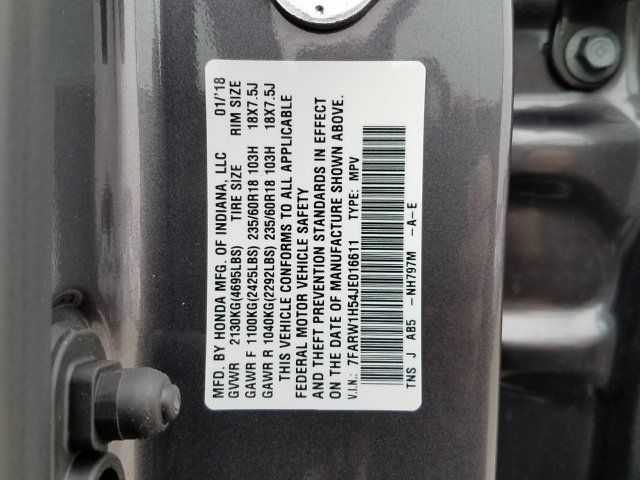 MFD. BY HONDA MFG. OF INDIANA, LLC 01/'18
GVWR 2130KG(4695LBS) TIRE SIZE RIM SIZE
GAWR F 1100KG(2425LBS) 235/60R18 103H 18X7.5J
GAWR R 1040KG(2292LBS) 235/60R18 103H 18X7.5J
THIS VEHICLE CONFORMS TO ALL APPLICABLE
FEDERAL MOTOR VEHICLE SAFETY
AND THEFT PREVENTION STANDARDS IN EFFECT
ON THE DATE OF MANUFACTURE SHOWN ABOVE.
V.I.N.: 7FARW1H54JE016611 TYPE: MPV
TNS J AB5 -NH797M -A-E